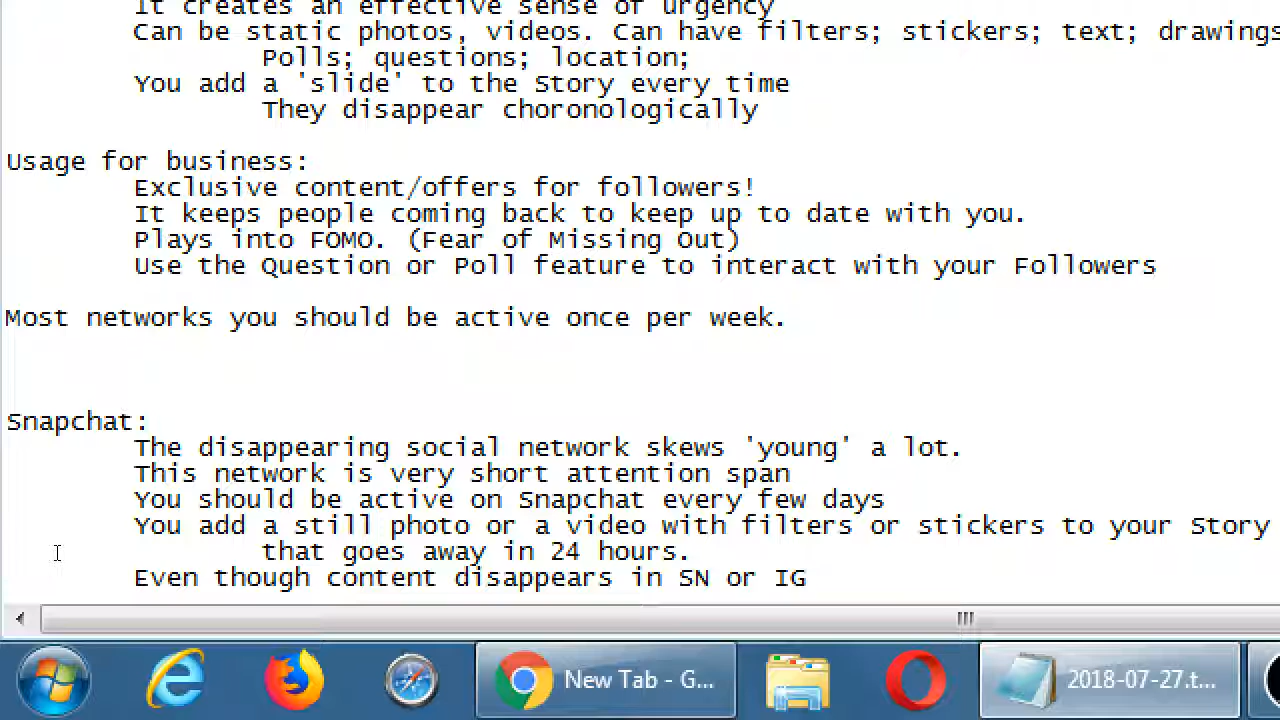 It creates an effective sense of urgency
Can be static photos, videos. Can have filters; stickers; text; drawings
Polls; questions; location;
You add a 'slide' to the Story every time
They disappear choronologically
Usage for business:
Exclusive content/offers for followers!
It keeps people coming back to keep up to date with you.
Plays into FOMO. (Fear of Missing Out)
Use the Question or Poll feature to interact with your Followers
Most networks you should be active once per week.
Snapchat:
The disappearing social network skews 'young' a lot.
This network is very short attention span
You should be active on Snapchat every few days
You add a still photo or a video with filters or stickers to your Story
that goes away in 24 hours.
Even though content disappears in SN or IG
New Tab - G...
2018-07-27.t...